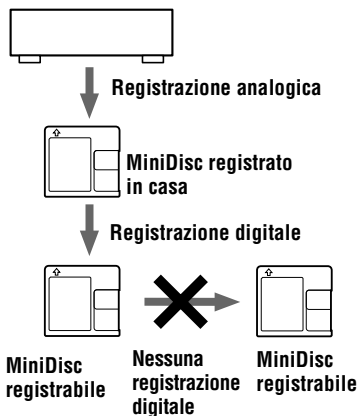 Registrazione analogica
MiniDisc registrato
in casa
Registrazione digitale
MiniDisc
registrabile
Nessuna
registrazione
digitale
MiniDisc
registrabile